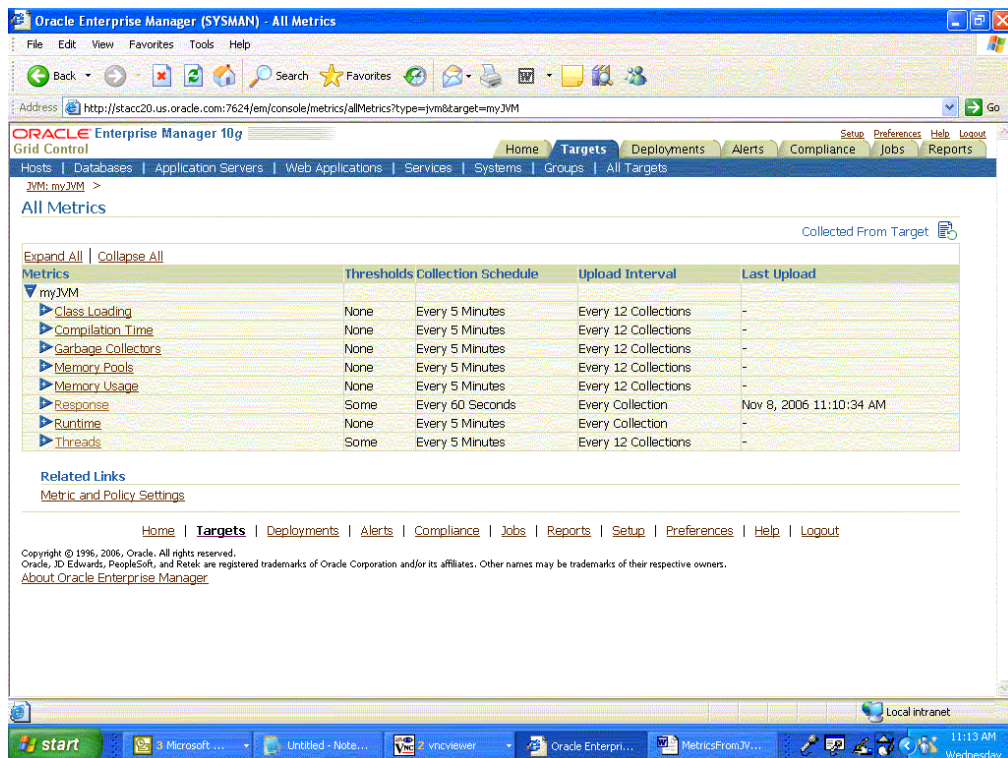 Oracle Enterprise Manager (SYSMAN) - All Metrics
File Edit View Favorites Tools Help
Back Search Favorites
Address http://stacc20.us.oracle.com:7624/em/console/metrics/allMetrics?type=jvm&target=myJVM Go
ORACLE Enterprise Manager 10g
Grid Control
Setup Preferences Help Logout
Home Targets Deployments Alerts Compliance Jobs Reports
Hosts | Databases | Application Servers | Web Applications | Services | Systems | Groups | All Targets
JVM: myJVM >
All Metrics
Collected From Target
Expand All | Collapse All
Metrics Thresholds Collection Schedule Upload Interval Last Upload
myJVM
Class Loading None Every 5 Minutes Every 12 Collections -
Compilation Time None Every 5 Minutes Every 12 Collections -
Garbage Collectors None Every 5 Minutes Every 12 Collections -
Memory Pools None Every 5 Minutes Every 12 Collections -
Memory Usage None Every 5 Minutes Every 12 Collections -
Response Some Every 60 Seconds Every Collection Nov 8, 2006 11:10:34 AM
Runtime None Every 5 Minutes Every Collection -
Threads Some Every 5 Minutes Every 12 Collections -
Related Links
Metric and Policy Settings
Home | Targets | Deployments | Alerts | Compliance | Jobs | Reports | Setup | Preferences | Help | Logout
Copyright © 1996, 2006, Oracle. All rights reserved.
Oracle, JD Edwards, PeopleSoft, and Retek are registered trademarks of Oracle Corporation and/or its affiliates. Other names may be trademarks of their respective owners.
About Oracle Enterprise Manager
Local intranet
start 3 Microsoft ... Untitled - Note... 2 vncviewer Oracle Enterpri... MetricsFromJV... 11:13 AM
Wednesday